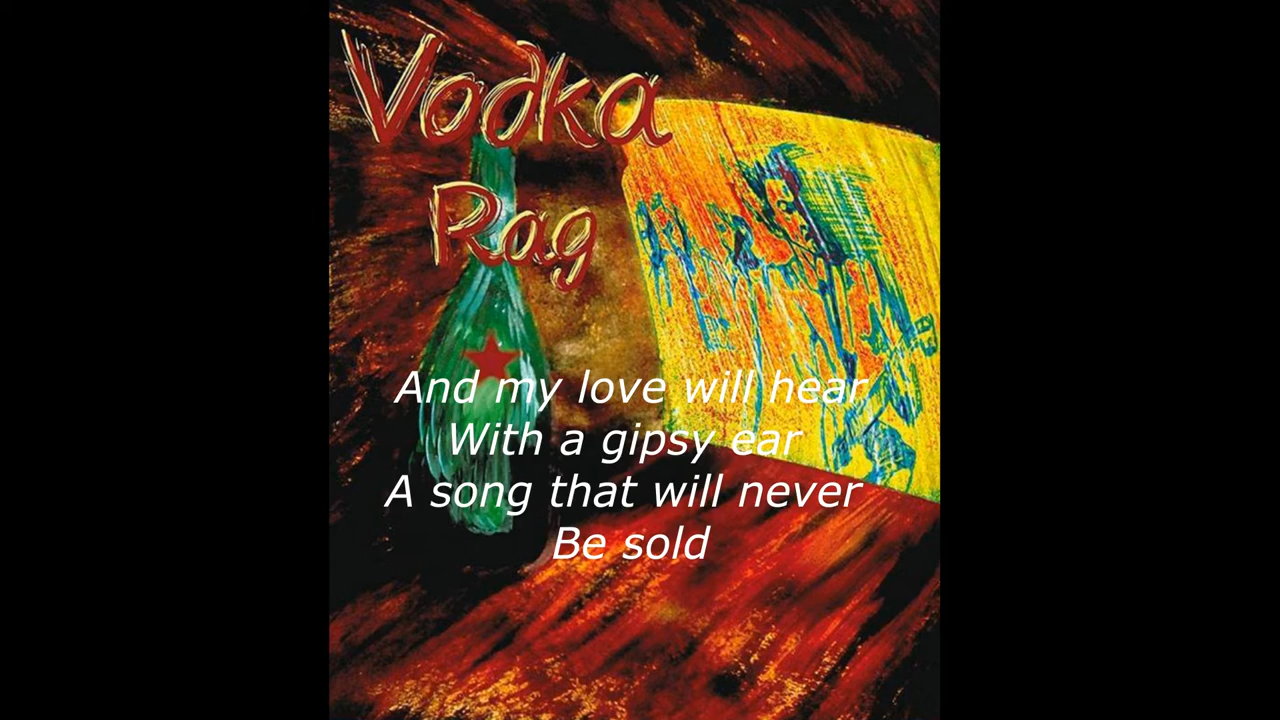 Vodka
Rag
And my love will hear
With a gipsy ear
A song that will never
Be sold